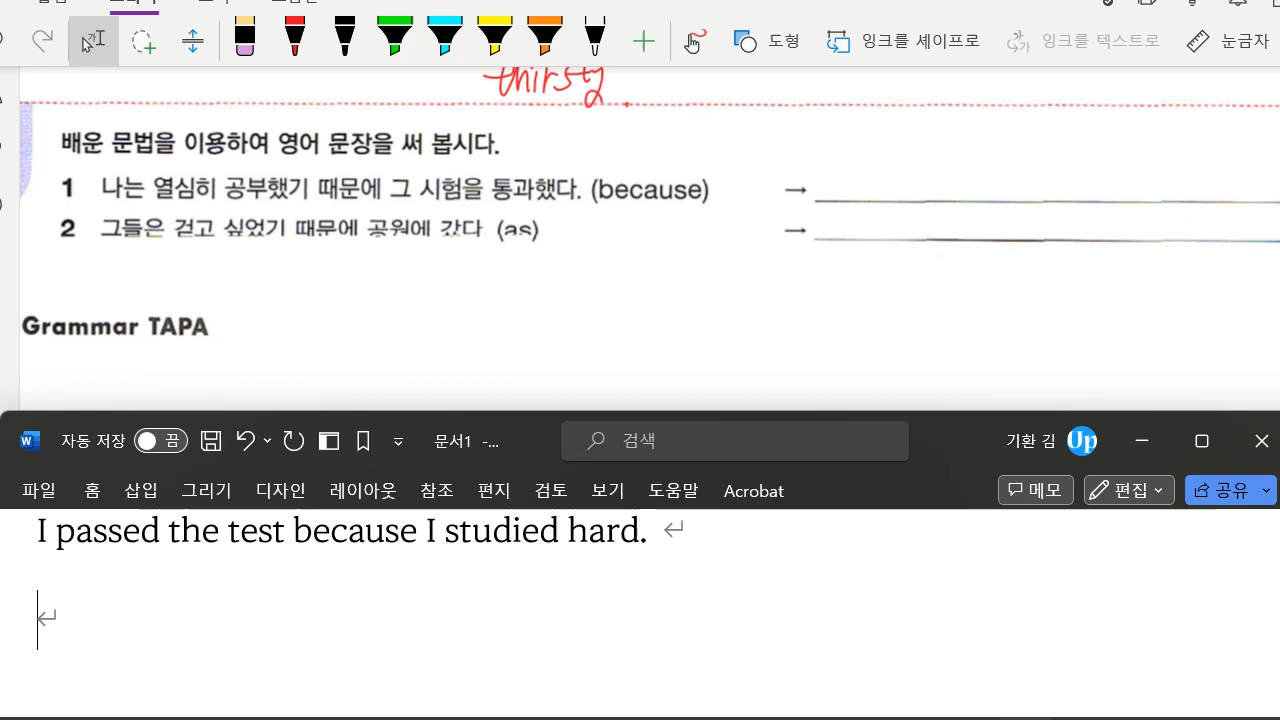 도형
잉크를 셰이프로
잉크를 텍스트로
눈금자
thirsty.
배운 문법을 이용하여 영어 문장을 써 봅시다.
1 나는 열심히 공부했기 때문에 그 시험을 통과했다. (because) →
2 그들은 걷고 싶었기 때문에 공원에 갔다. (as) →
Grammar TAPA
자동 저장 끔 문서1 -... 검색 기환 김 Up
파일 홈 삽입 그리기 디자인 레이아웃 참조 편지 검토 보기 도움말 Acrobat 메모 편집 공유
I passed the test because I studied hard.